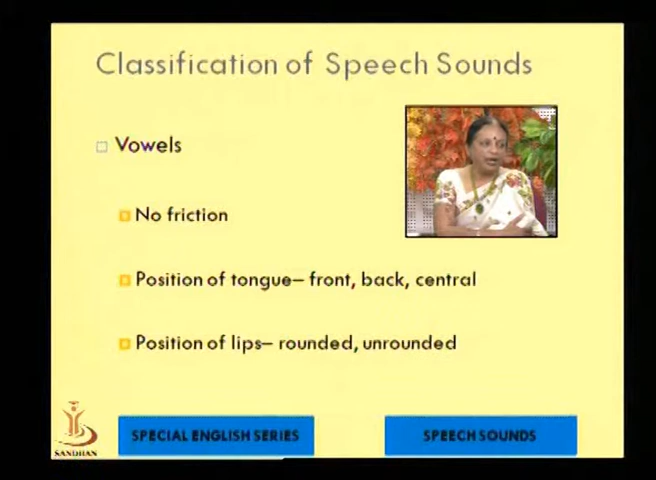 Classification of Speech Sounds
Vowels
No friction
Position of tongue– front, back, central
Position of lips– rounded, unrounded
SANDHAN
SPECIAL ENGLISH SERIES
SPEECH SOUNDS